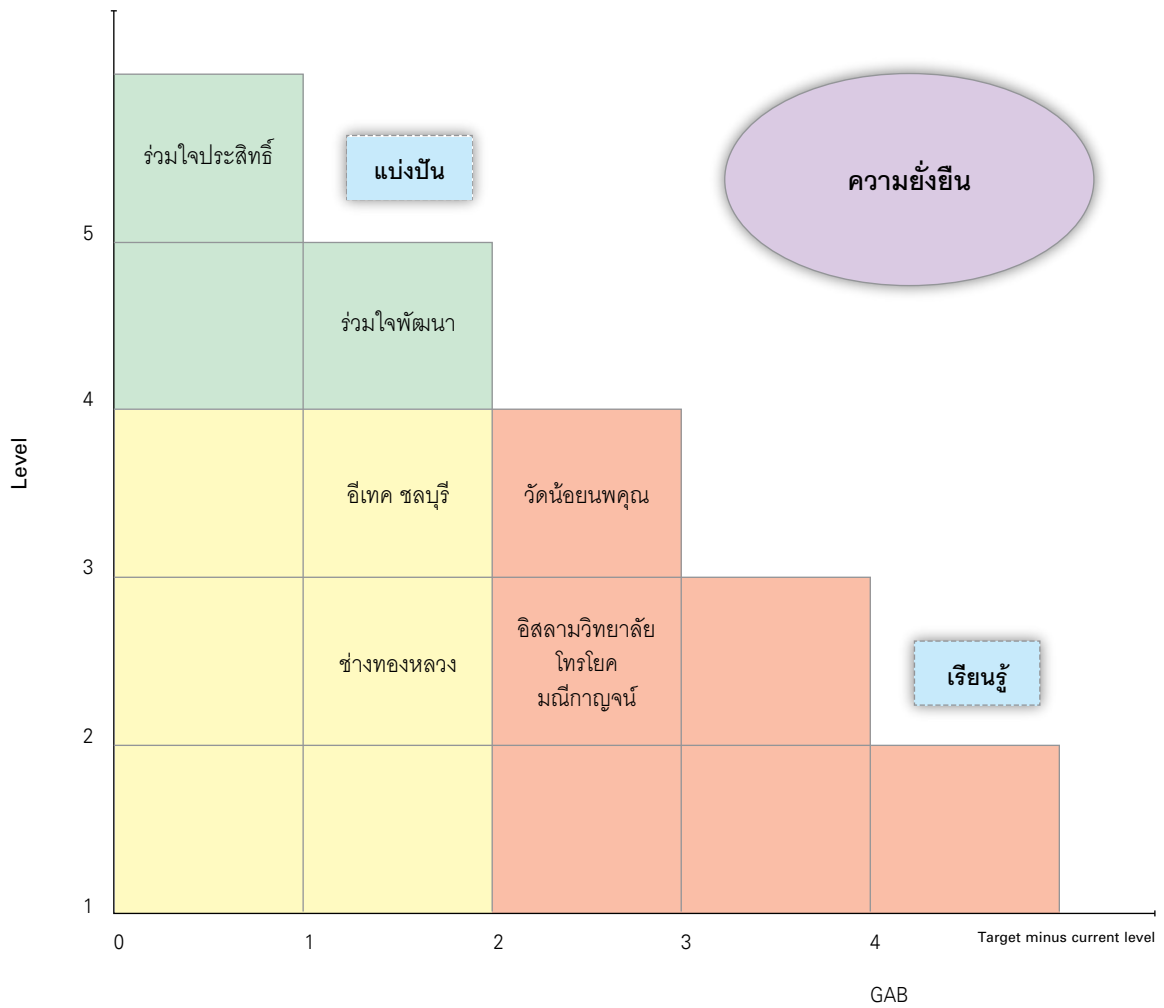 ร่วมใจประสิทธิ์
แบ่งปัน
ความยั่งยืน
5
ร่วมใจพัฒนา
4
Level
อีเทค ชลบุรี
วัดน้อยนพคุณ
3
ช่างทองหลวง
อิสลามวิทยาลัย
โทรโยค
มณีกาญจน์
เรียนรู้
2
1
0
1
2
3
4
Target minus current level
GAB